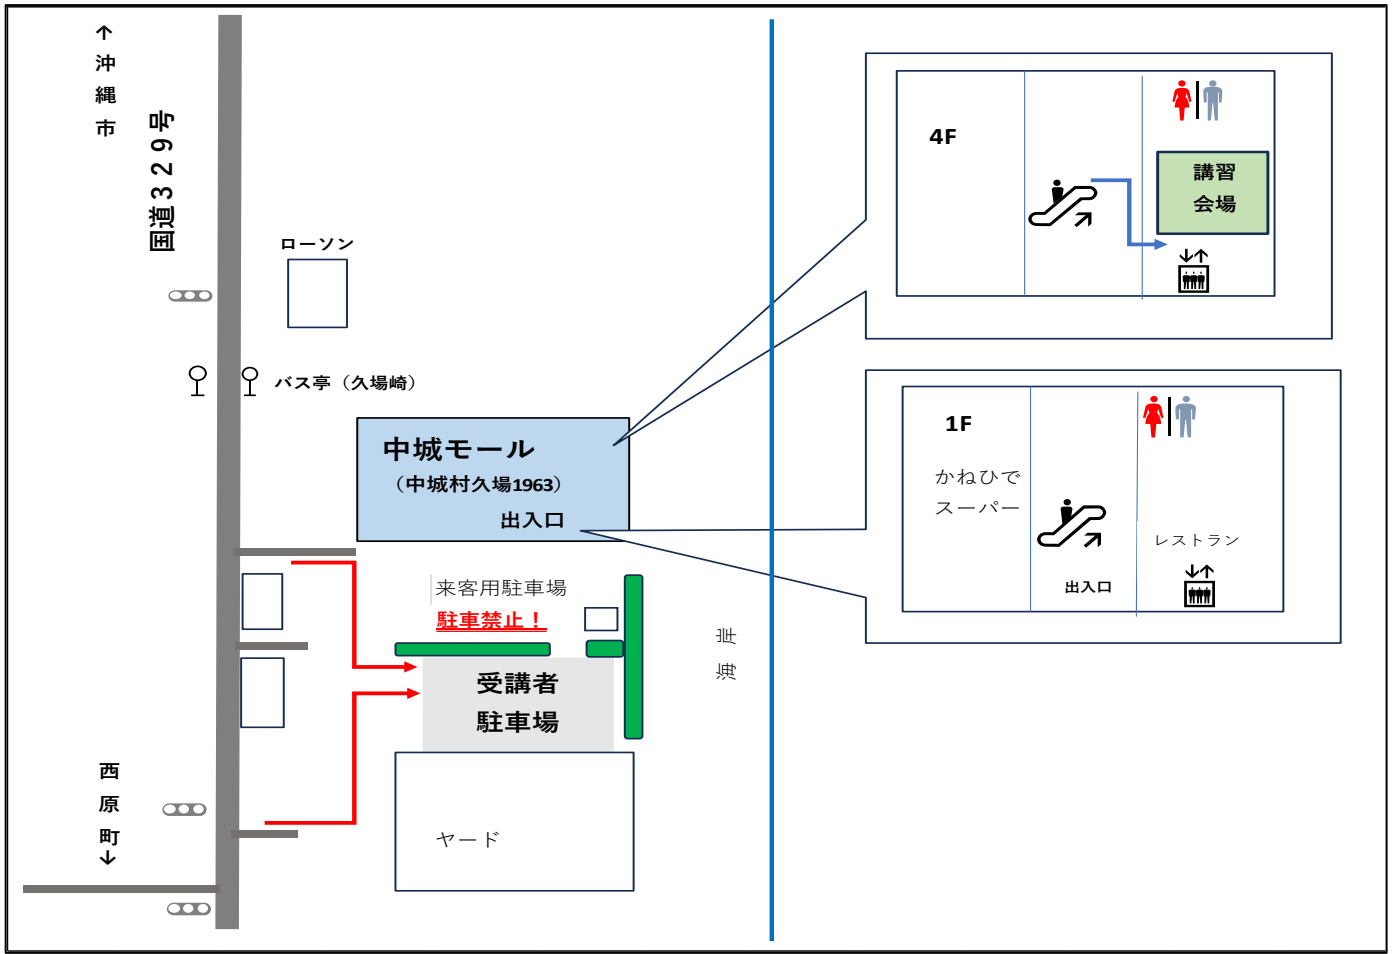 ↑沖縄市
国道329号
ローソン
バス亭（久場崎）
中城モール
（中城村久場1963）
出入口
来客用駐車場
駐車禁止！
受講者
駐車場
ヤード
西原町↓
海岸
4F
講習
会場
↓↑
1F
かねひで
スーパー
レストラン
↓↑
出入口